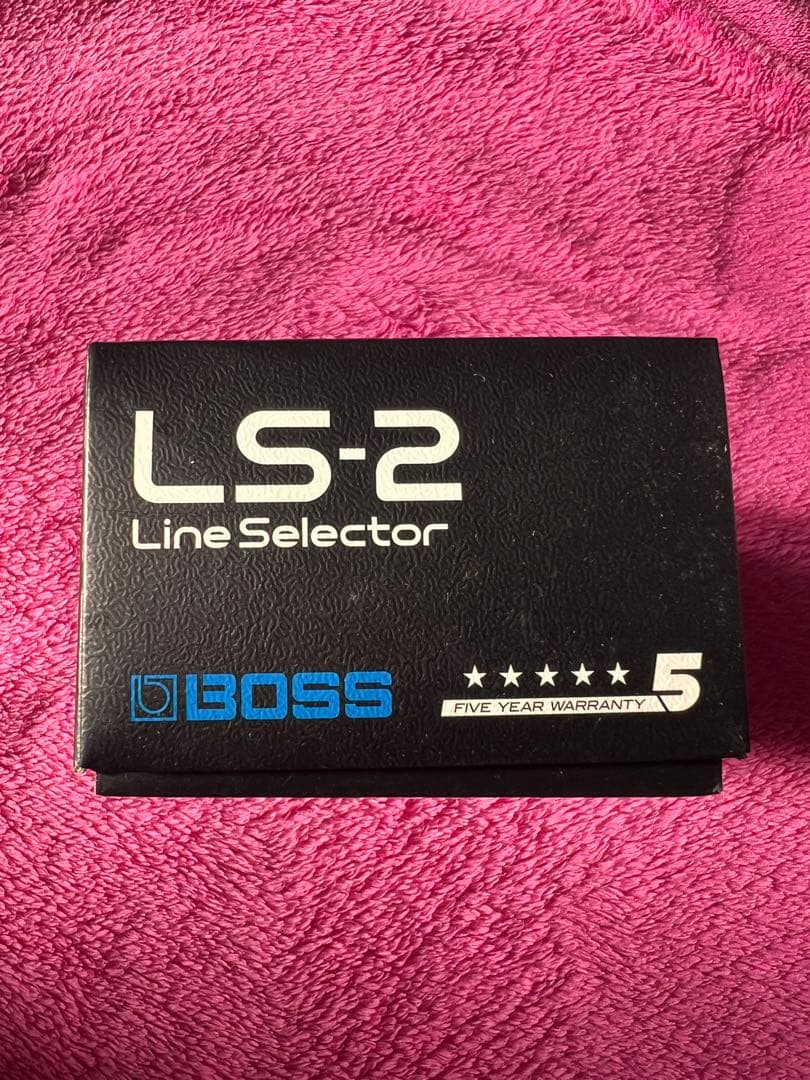 LS-2
Line Selector
BOSS
★★★★★ 5
FIVE YEAR WARRANTY